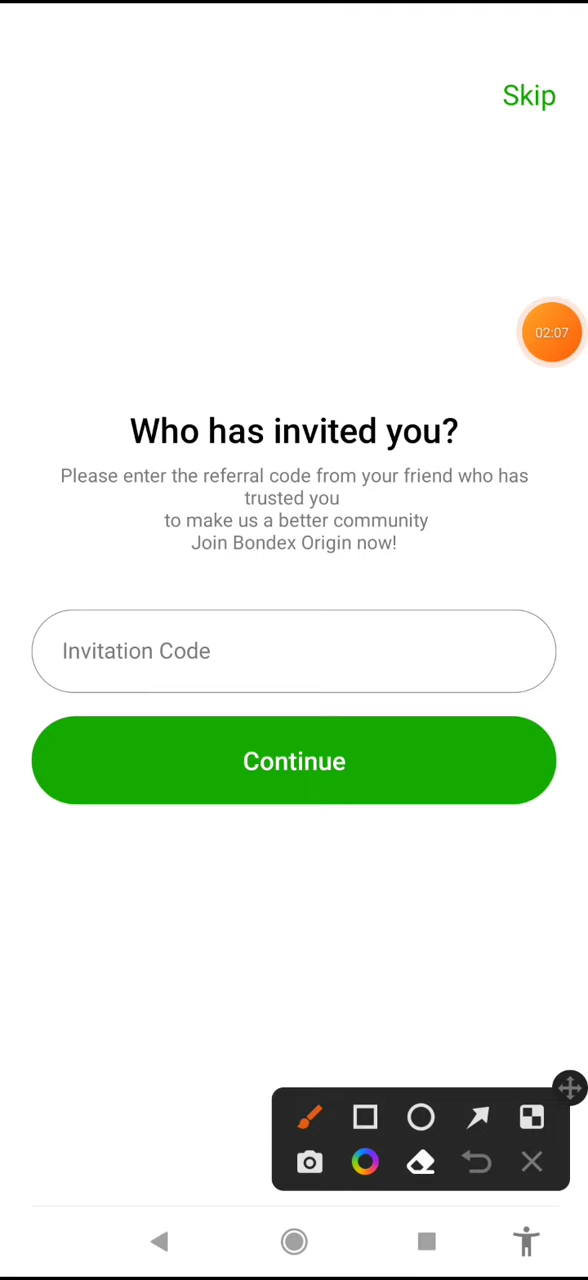 Skip
02:07
Who has invited you?
Please enter the referral code from your friend who has
trusted you
to make us a better community
Join Bondex Origin now!
Invitation Code
Continue